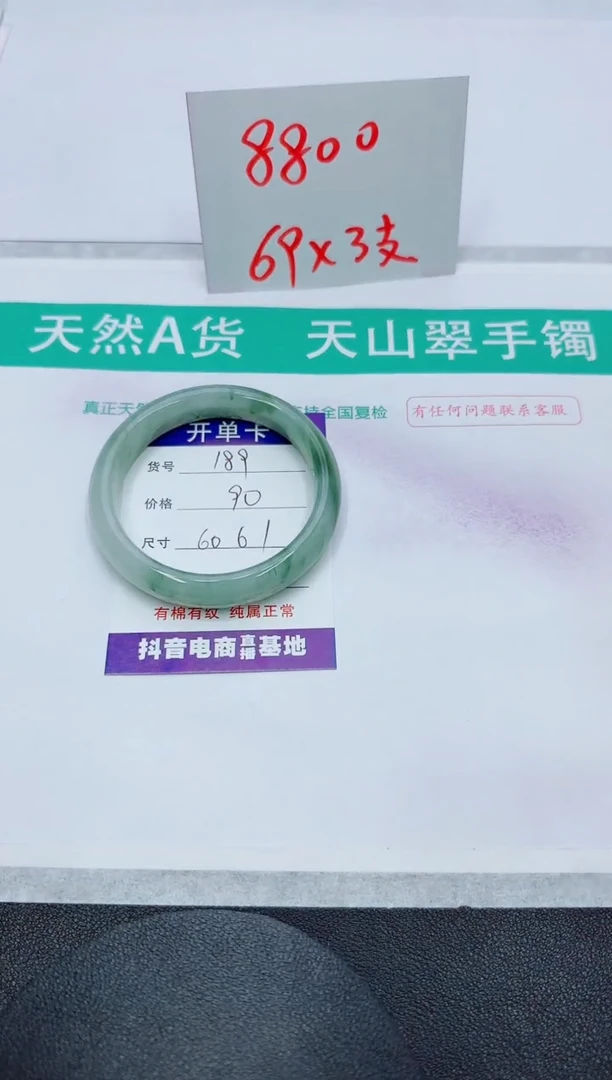 8800
69x3支
天然A货 天山翠手镯
真正天 持全国复检 有任何问题联系客服
开单卡
货号 189
价格 90
尺寸 60 61
有棉有纹 纯属正常
抖音电商直播基地